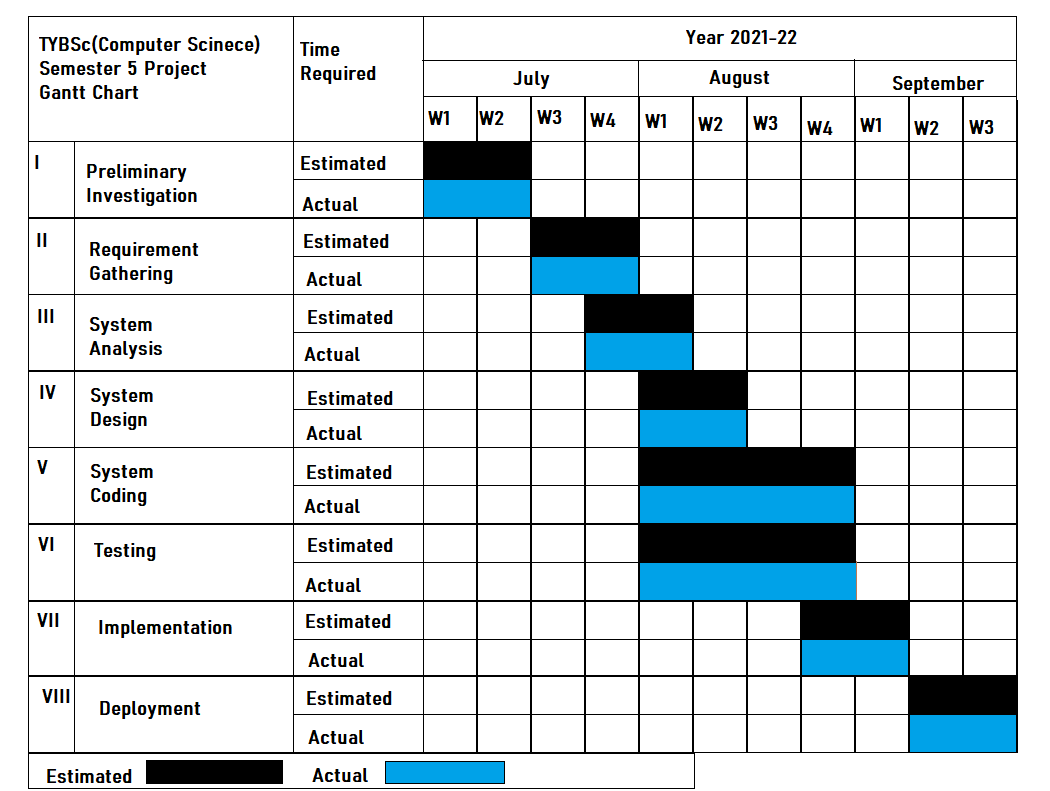 TYBSc(Computer Scinece)
Semester 5 Project
Gantt Chart
Time
Required
Year 2021-22
July
August
September
W1
W2
W3
W4
W1
W2
W3
W4
W1
W2
W3
I
Preliminary
Investigation
Estimated
Actual
II
Requirement
Gathering
Estimated
Actual
III
System
Analysis
Estimated
Actual
IV
System
Design
Estimated
Actual
V
System
Coding
Estimated
Actual
VI
Testing
Estimated
Actual
VII
Implementation
Estimated
Actual
VIII
Deployment
Estimated
Actual
Estimated
Actual